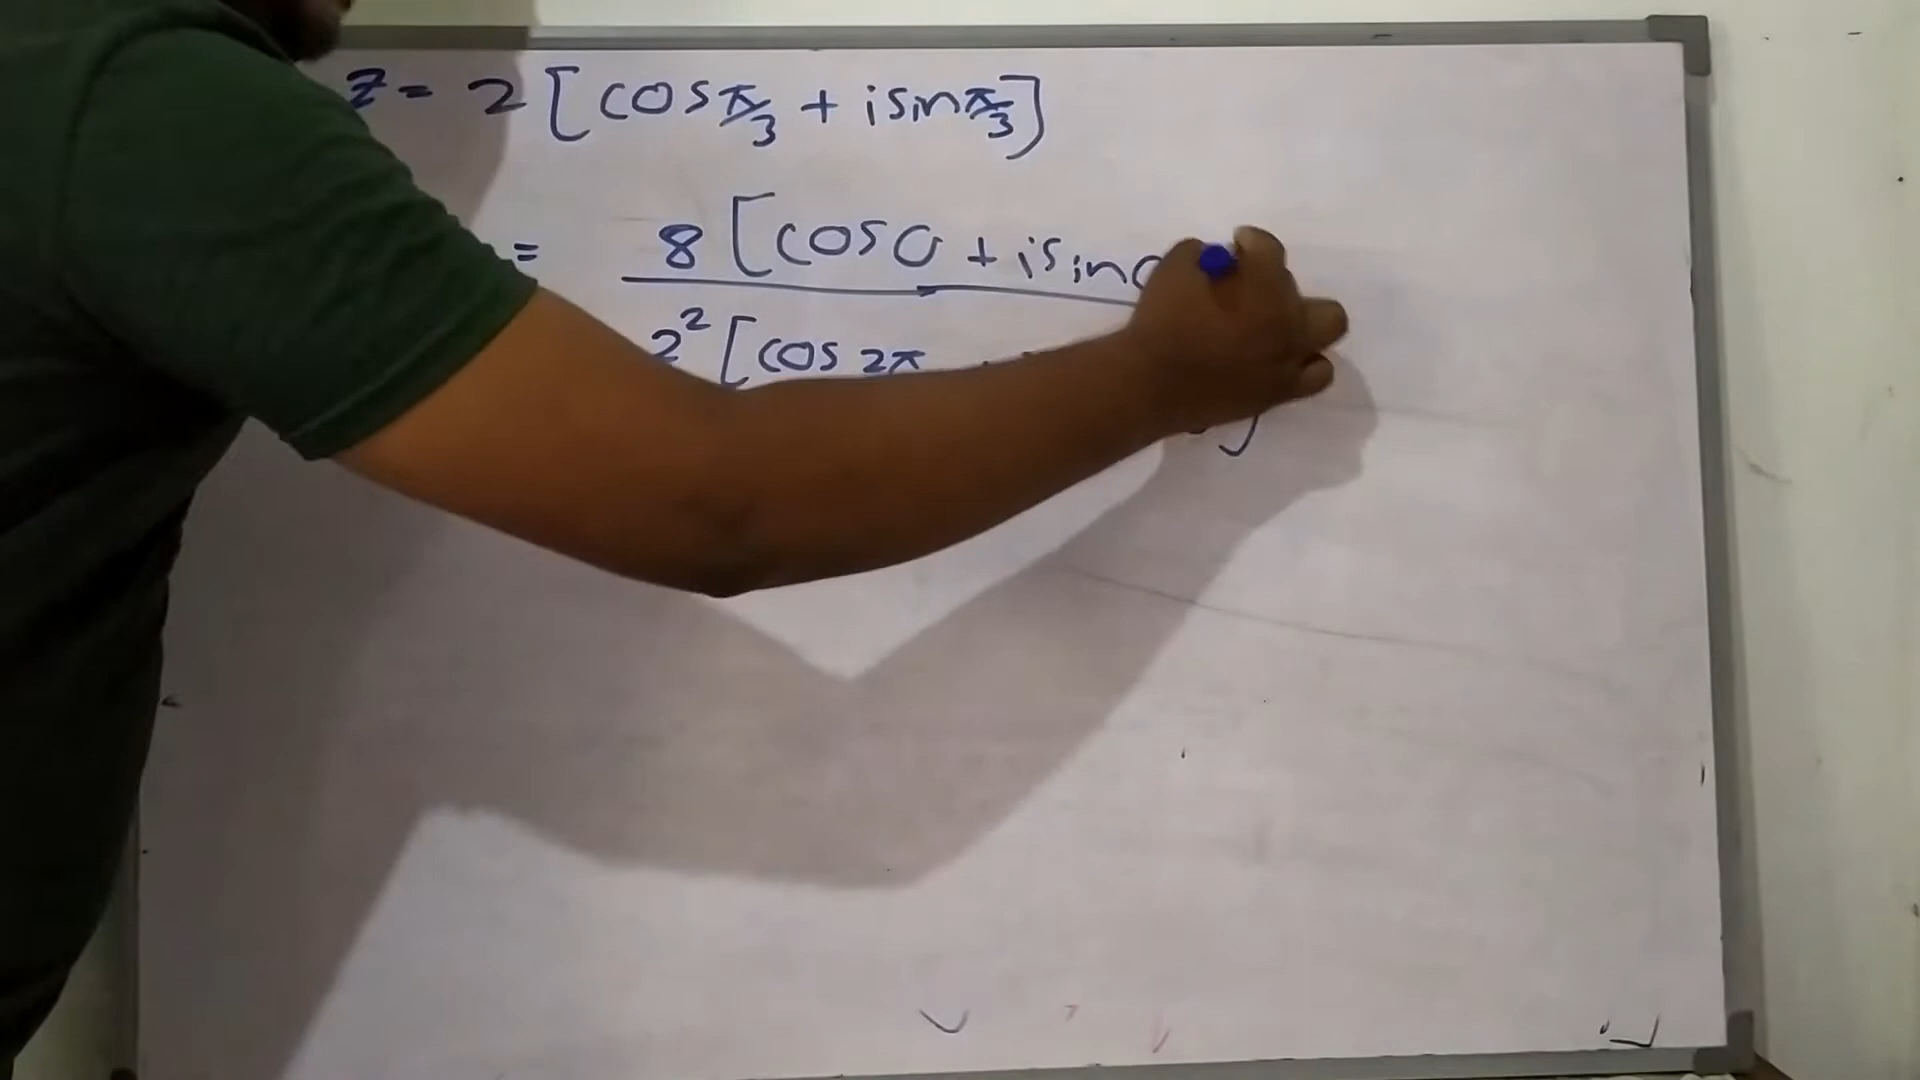 z = 2 [cos π/3 + i sin π/3]
= 8 [cos 0 + i sin
2² [cos 2π